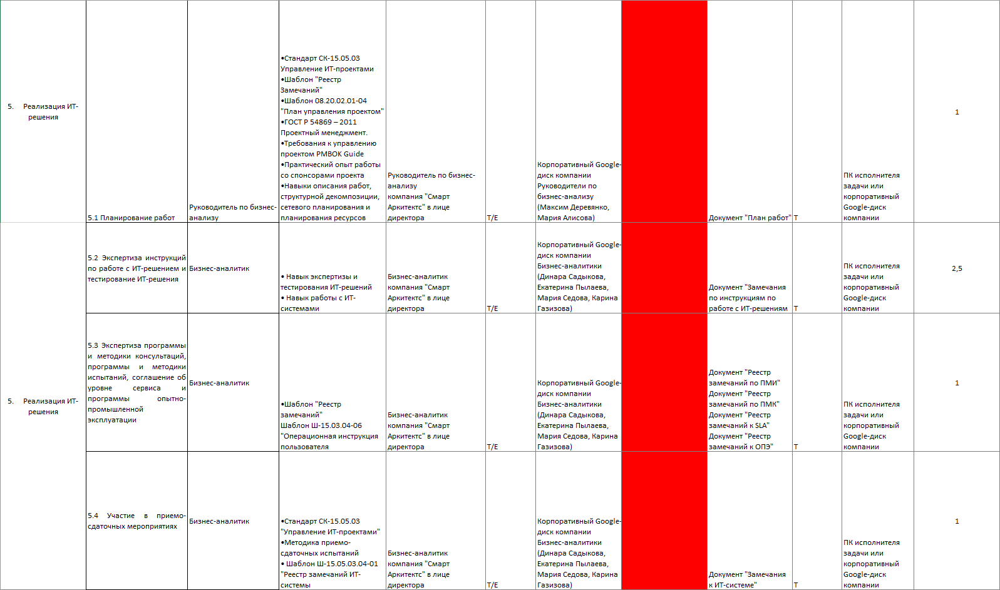 5. Реализация ИТ-
решения
5.1 Планирование работ
Руководитель по бизнес-
анализу
•Стандарт СК-15.05.03
Управление ИТ-проектами
•Шаблон "Реестр
Замечаний"
•Шаблон 08.20.02.01-04
"План управления проектом"
•ГОСТ Р 54869 – 2011
Проектный менеджмент.
•Требования к управлению
проектом PMBOK Guide
•Практический опыт работы
со спонсорами проекта
•Навыки описания работ,
структурной декомпозиции,
сетевого планирования и
планирования ресурсов
Руководитель по бизнес-
анализу
компания "Смарт
Аркитектс" в лице
директора
Т/Е
Корпоративный Google-
диск компании
Руководители по
бизнес-анализу
(Максим Деревянко,
Мария Алисова)
Документ "План работ"
Т
ПК исполнителя
задачи или
корпоративный
Google-диск
компании
1
5. Реализация ИТ-
решения
5.2 Экспертиза инструкций
по работе с ИТ-решением и
тестирование ИТ-решения
Бизнес-аналитик
• Навык экспертизы и
тестирования ИТ-решений
• Навык работы с ИТ-
системами
Бизнес-аналитик
компания "Смарт
Аркитектс" в лице
директора
Т/Е
Корпоративный Google-
диск компании
Бизнес-аналитики
(Динара Садыкова,
Екатерина Пылаева,
Мария Седова, Карина
Газизова)
Документ "Замечания
по инструкциям по
работе с ИТ-решениям
Т
ПК исполнителя
задачи или
корпоративный
Google-диск
компании
2,5
5.3 Экспертиза программы
и методики консультаций,
программы и методики
испытаний, соглашение об
уровне сервиса и
программы опытно-
промышленной
эксплуатации
Бизнес-аналитик
•Шаблон "Реестр
замечаний"
Шаблон Ш-15.03.04-06
"Операционная инструкция
пользователя
Бизнес-аналитик
компания "Смарт
Аркитектс" в лице
директора
Т/Е
Корпоративный Google-
диск компании
Бизнес-аналитики
(Динара Садыкова,
Екатерина Пылаева,
Мария Седова, Карина
Газизова)
Документ "Реестр
замечаний по ПМИ"
Документ "Реестр
замечаний по ПМК"
Документ "Реестр
замечаний к SLA"
Документ "Реестр
замечаний к ОПЭ"
Т
ПК исполнителя
задачи или
корпоративный
Google-диск
компании
1
5.4 Участие в приемо-
сдаточных мероприятиях
Бизнес-аналитик
•Стандарт СК-15.05.03
"Управление ИТ-проектами"
•Методика приемо-
сдаточных испытаний
• Шаблон Ш-15.05.03.04-01
"Реестр замечаний ИТ-
системы
Бизнес-аналитик
компания "Смарт
Аркитектс" в лице
директора
Т/Е
Корпоративный Google-
диск компании
Бизнес-аналитики
(Динара Садыкова,
Екатерина Пылаева,
Мария Седова, Карина
Газизова)
Документ "Замечания
к ИТ-системе"
Т
ПК исполнителя
задачи или
корпоративный
Google-диск
компании
1